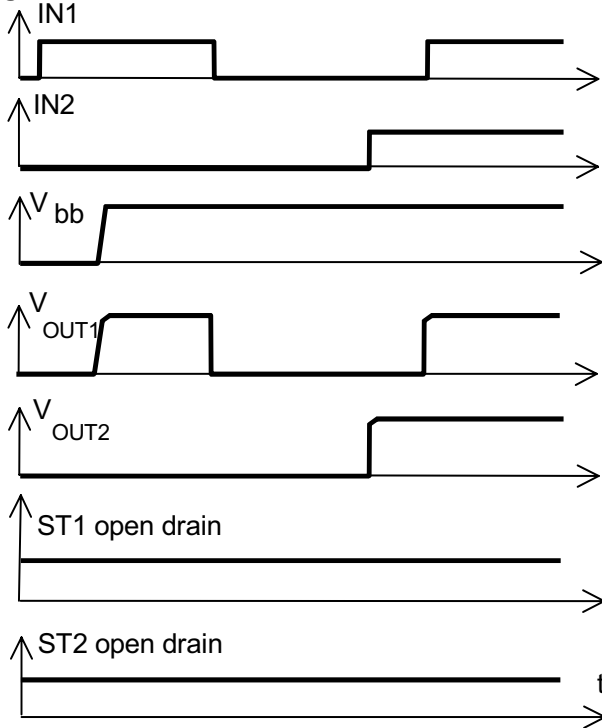 IN1
IN2
V bb
V OUT1
V OUT2
ST1 open drain
ST2 open drain
t